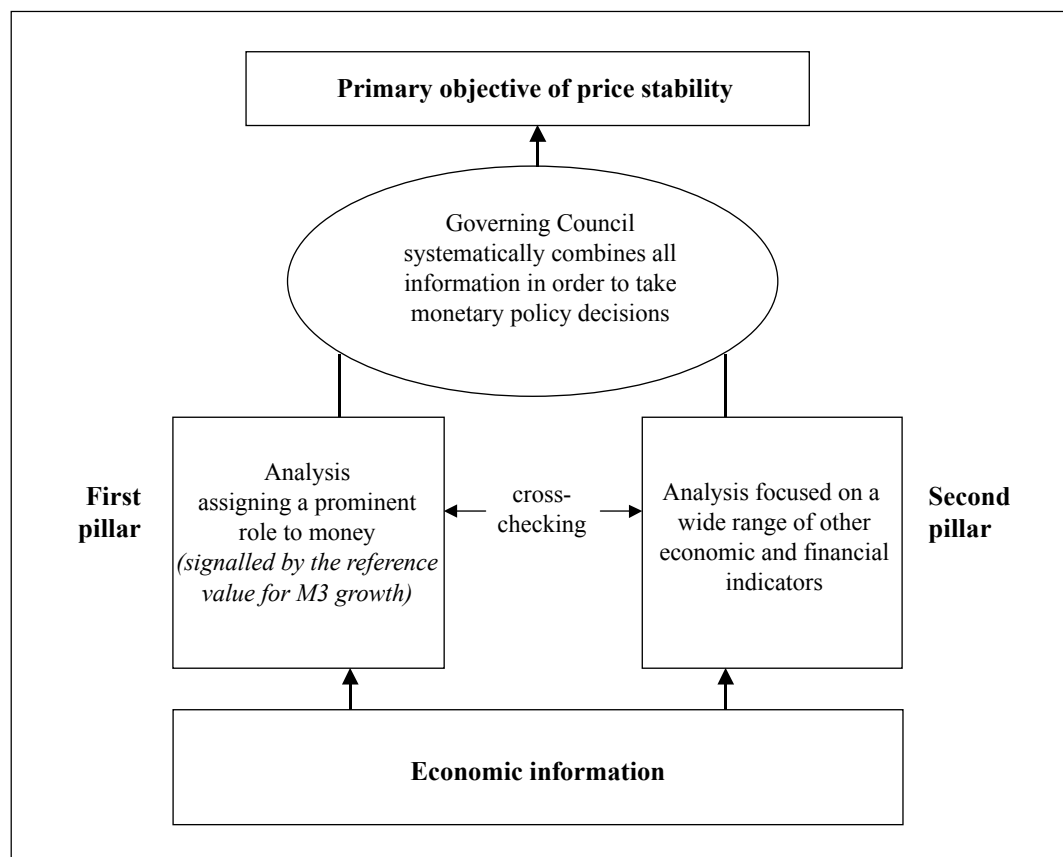 Primary objective of price stability
Governing Council
systematically combines all
information in order to take
monetary policy decisions
First
pillar
Analysis
assigning a prominent
role to money
(signalled by the reference
value for M3 growth)
cross-
checking
Analysis focused on a
wide range of other
economic and financial
indicators
Second
pillar
Economic information